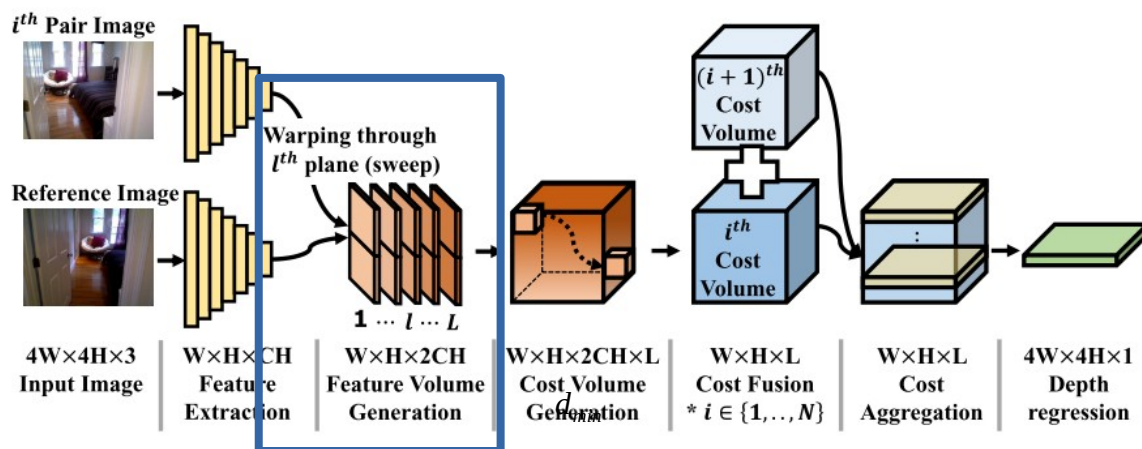 i^th Pair Image
Reference Image
Warping through
l^th plane (sweep)
1 ⋯ l ⋯ L
(i + 1)^th
Cost
Volume
i^th
Cost
Volume
4W×4H×3
Input Image
W×H×CH
Feature
Extraction
W×H×2CH
Feature Volume
Generation
W×H×2CH×L
Cost Volume
Generation
d_min
W×H×L
Cost Fusion
* i ∈ {1,..,N}
W×H×L
Cost
Aggregation
4W×4H×1
Depth
regression